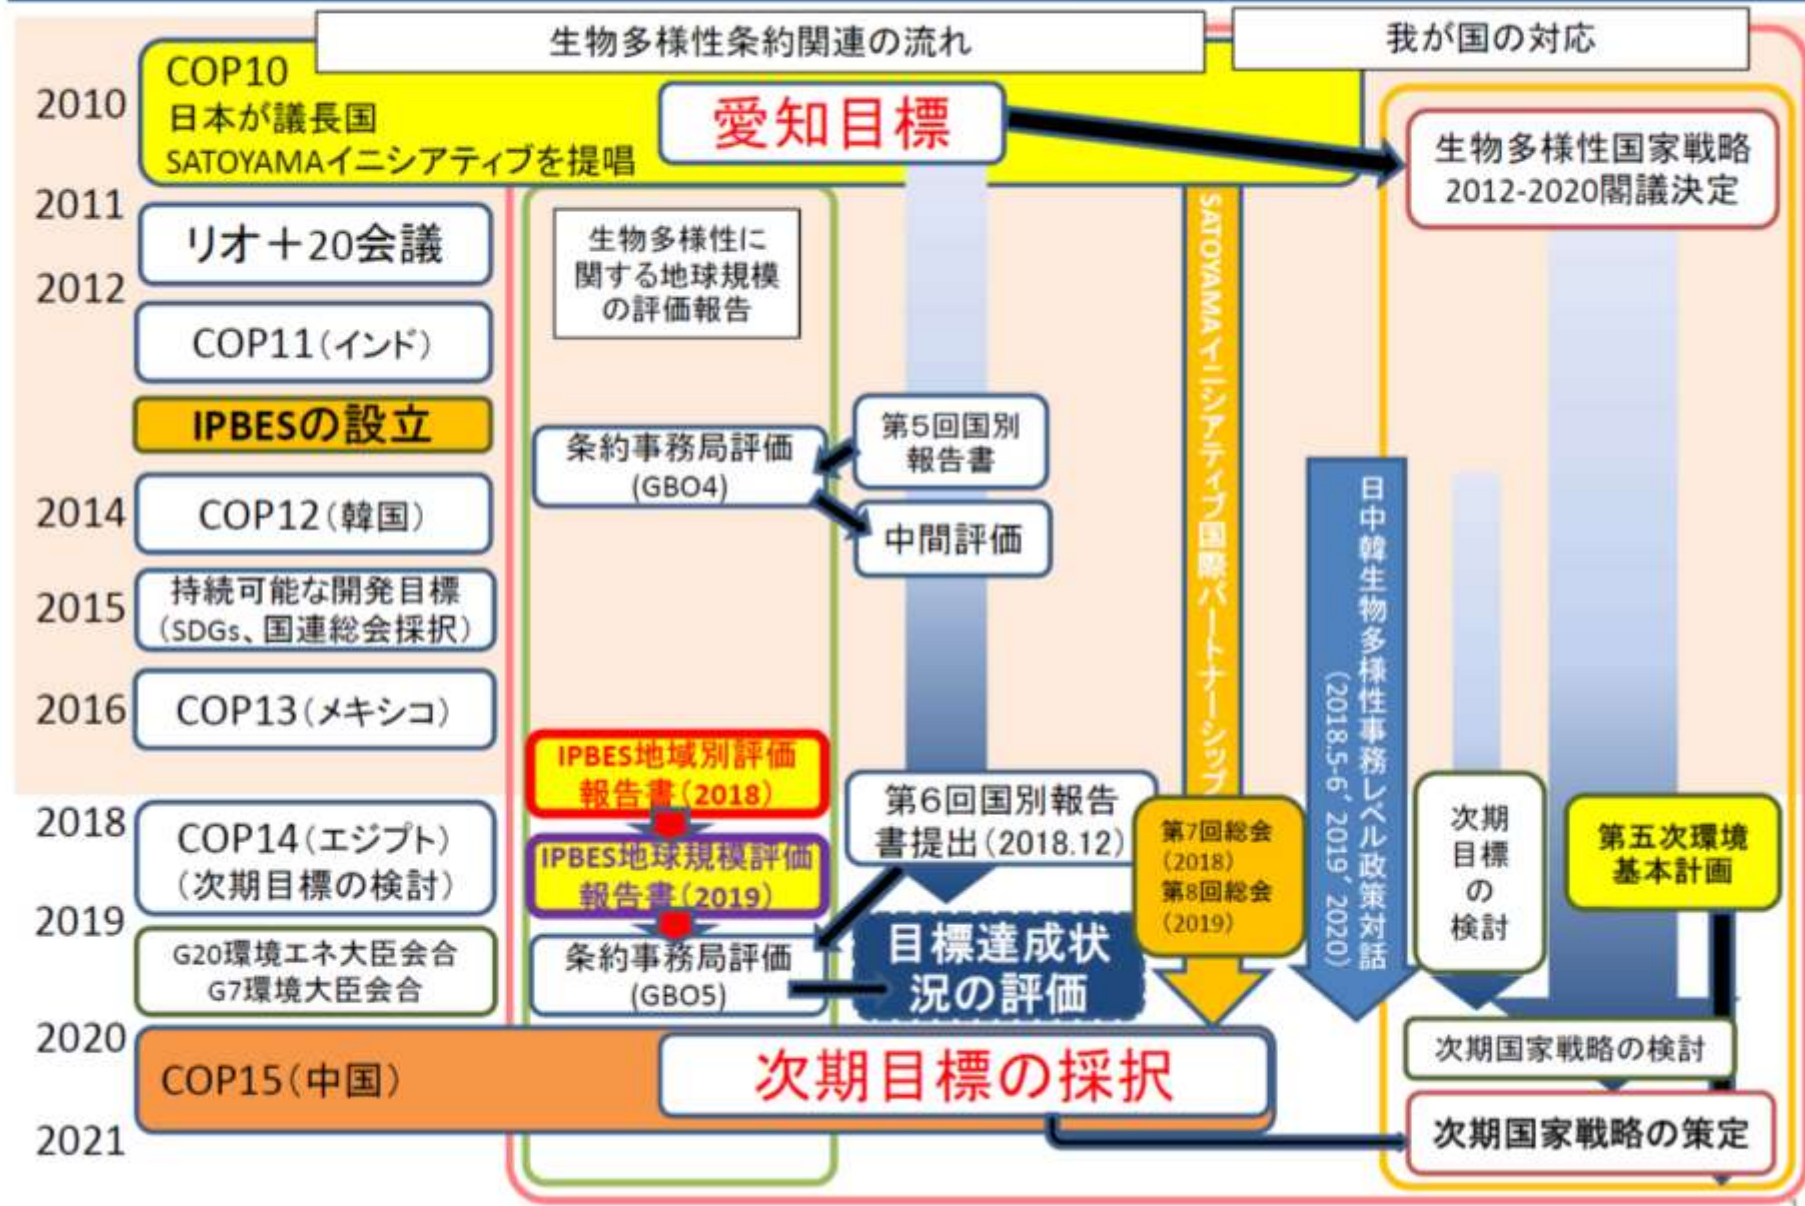 生物多様性条約関連の流れ
我が国の対応
2010
COP10
日本が議長国
SATOYAMAイニシアティブを提唱
愛知目標
生物多様性国家戦略
2012-2020閣議決定
2011
リオ＋20会議
生物多様性に
関する地球規模
の評価報告
2012
COP11(インド)
IPBESの設立
条約事務局評価
(GBO4)
第5回国別
報告書
中間評価
2014
COP12(韓国)
2015
持続可能な開発目標
(SDGs、国連総会採択)
2016
COP13(メキシコ)
SATOYAMAイニシアティブ国際パートナーシップ
日中韓生物多様性事務レベル政策対話
(2018.5-6、2019、2020)
IPBES地域別評価
報告書(2018)
2018
COP14(エジプト)
(次期目標の検討)
IPBES地球規模評価
報告書(2019)
第6回国別報告
書提出(2018.12)
第7回総会
(2018)
第8回総会
(2019)
次期
目標
の
検討
第五次環境
基本計画
2019
G20環境エネ大臣会合
G7環境大臣会合
条約事務局評価
(GBO5)
目標達成状
況の評価
2020
COP15(中国)
次期目標の採択
次期国家戦略の検討
次期国家戦略の策定
2021